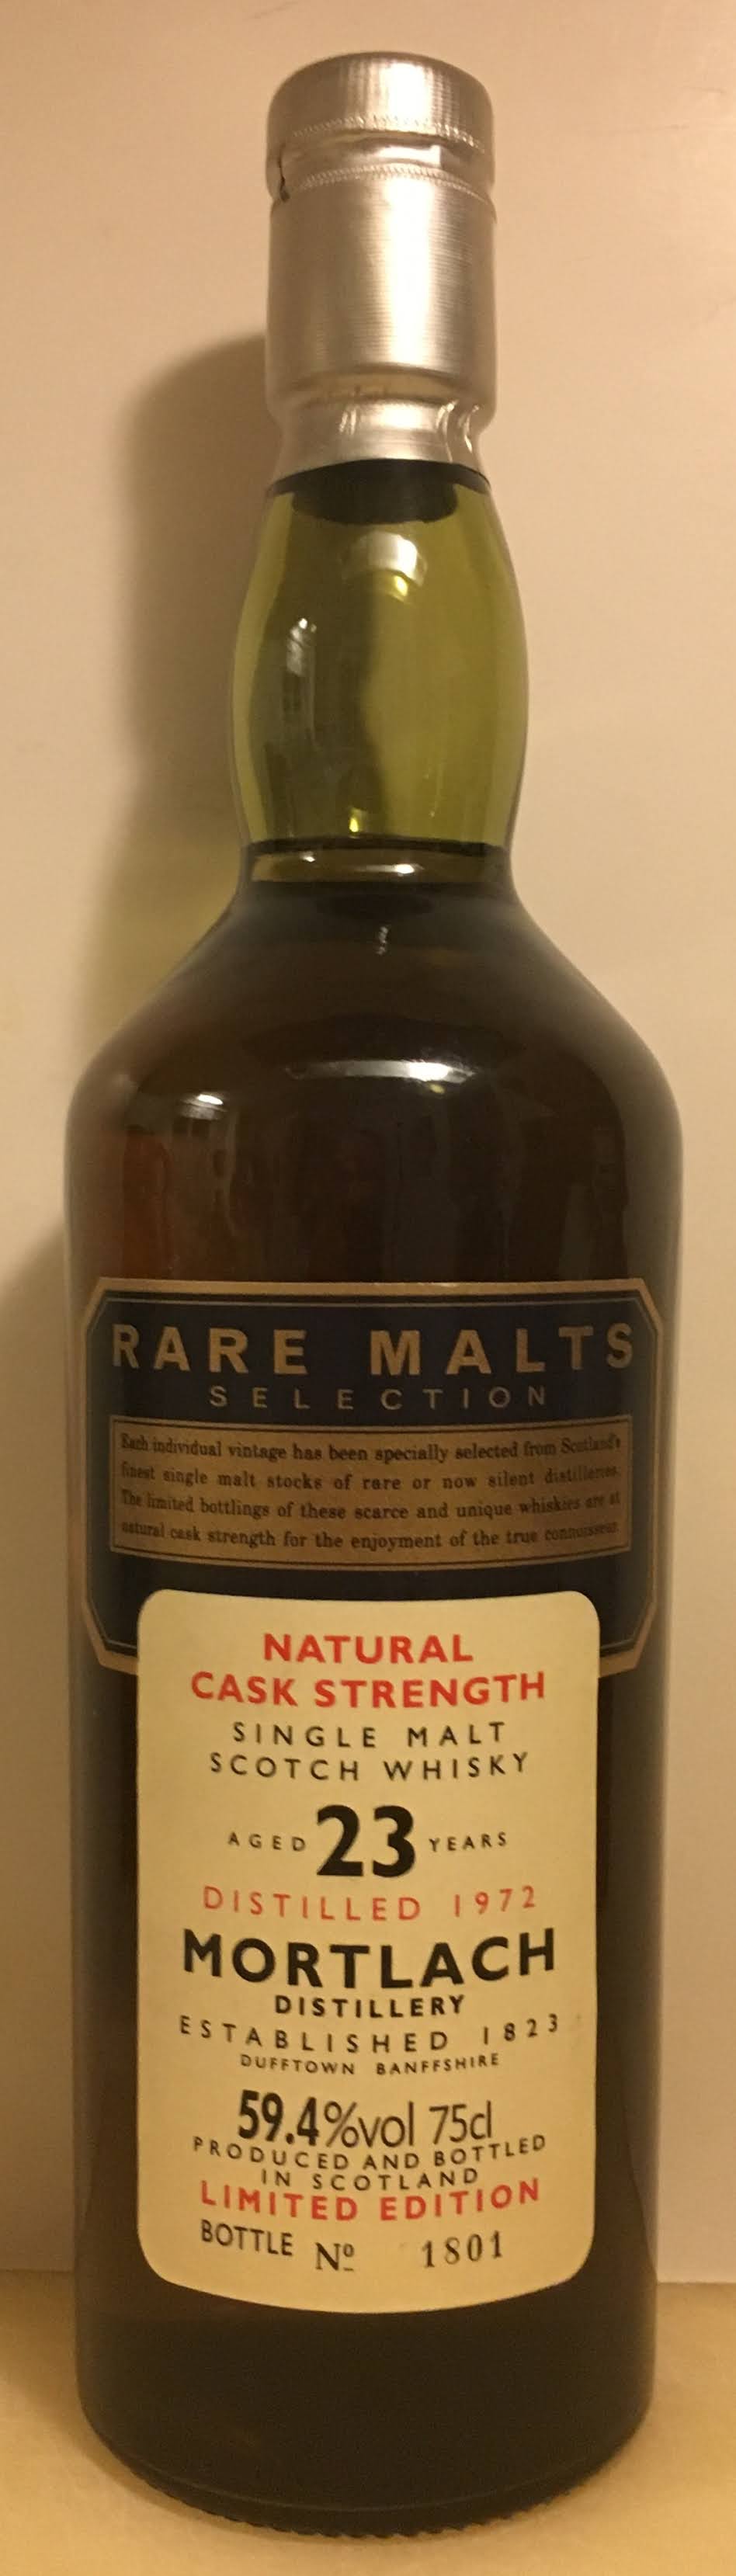 RARE MALTS
SELECTION
Each individual vintage has been specially selected from Scotland's
finest single malt stocks of rare or now silent distilleries.
The limited bottlings of these scarce and unique whiskies are at
natural cask strength for the enjoyment of the true connoisseur.
NATURAL
CASK STRENGTH
SINGLE MALT
SCOTCH WHISKY
AGED 23 YEARS
DISTILLED 1972
MORTLACH
DISTILLERY
ESTABLISHED 1823
DUFFTOWN BANFFSHIRE
59.4%vol 75cl
PRODUCED AND BOTTLED
IN SCOTLAND
LIMITED EDITION
BOTTLE Nº 1801